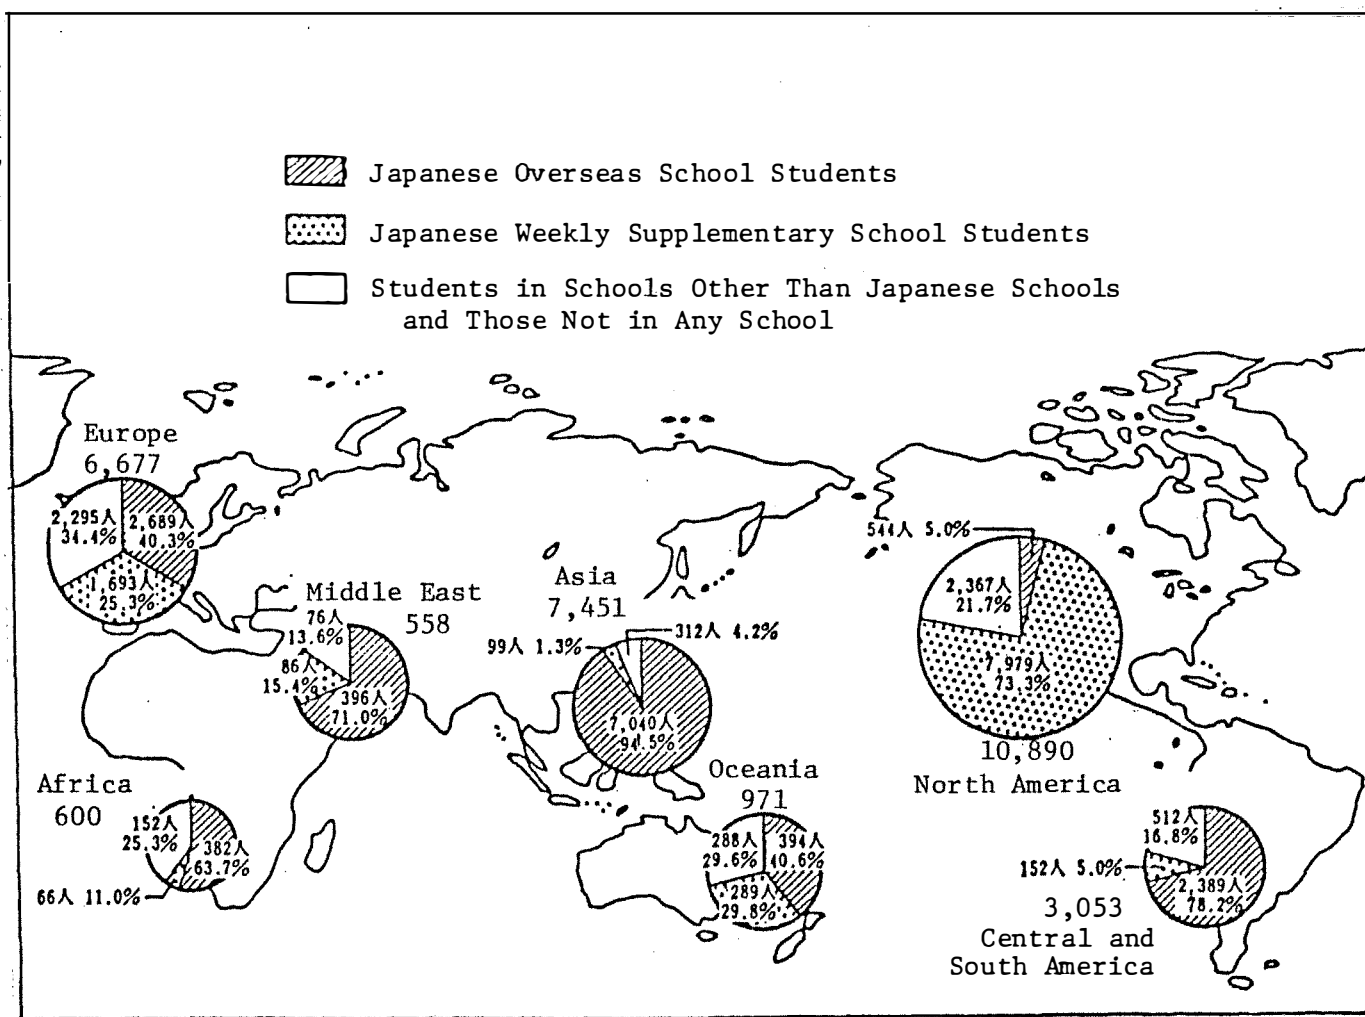 Japanese Overseas School Students
Japanese Weekly Supplementary School Students
Students in Schools Other Than Japanese Schools
and Those Not in Any School
Europe
6,677
2,295人
34.4%
2,689人
40.3%
1,693人
25.3%
Middle East
558
76人
13.6%
86人
15.4%
396人
71.0%
Asia
7,451
99人 1.3%
312人 4.2%
7,040人
94.5%
544人 5.0%
2,367人
21.7%
7,979人
73.3%
10,890
North America
Africa
600
152人
25.3%
382人
63.7%
66人 11.0%
Oceania
971
288人
29.6%
394人
40.6%
289人
29.8%
512人
16.8%
152人 5.0%
2,389人
78.2%
3,053
Central and
South America